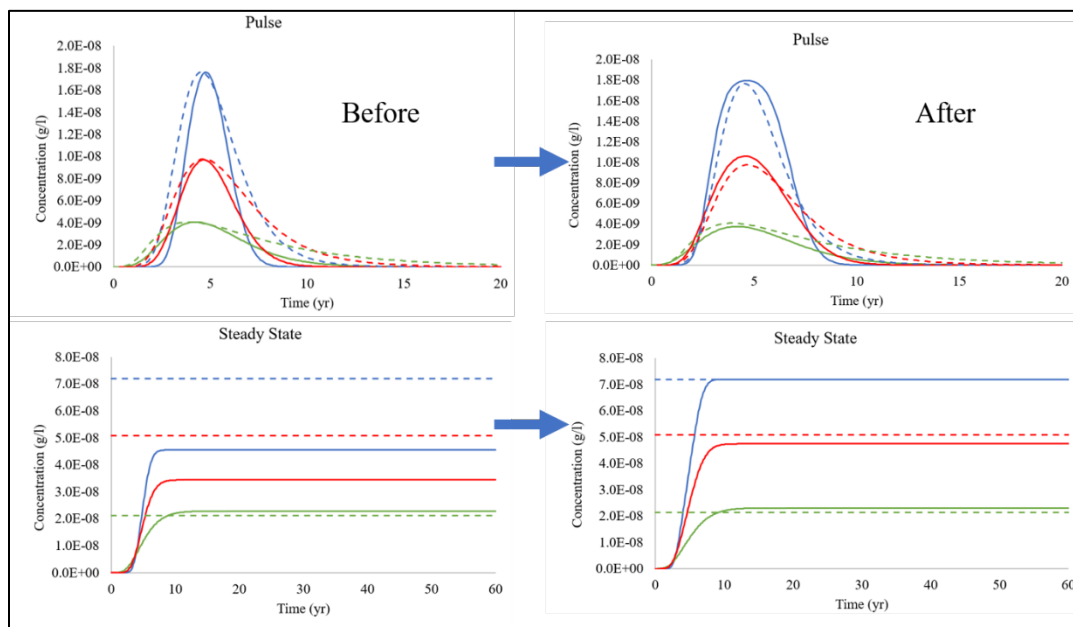 Pulse
2.0E-08
1.8E-08
1.6E-08
1.4E-08
1.2E-08
1.0E-08
8.0E-09
6.0E-09
4.0E-09
2.0E-09
0.0E+00
Concentration (g/l)
0 5 10 15 20
Time (yr)
Before
Pulse
2.0E-08
1.8E-08
1.6E-08
1.4E-08
1.2E-08
1.0E-08
8.0E-09
6.0E-09
4.0E-09
2.0E-09
0.0E+00
Concentration (g/l)
0 5 10 15 20
Time (yr)
After
Steady State
8.0E-08
7.0E-08
6.0E-08
5.0E-08
4.0E-08
3.0E-08
2.0E-08
1.0E-08
0.0E+00
Concentration (g/l)
0 10 20 30 40 50 60
Time (yr)
Steady State
8.0E-08
7.0E-08
6.0E-08
5.0E-08
4.0E-08
3.0E-08
2.0E-08
1.0E-08
0.0E+00
Concentration (g/l)
0 10 20 30 40 50 60
Time (yr)